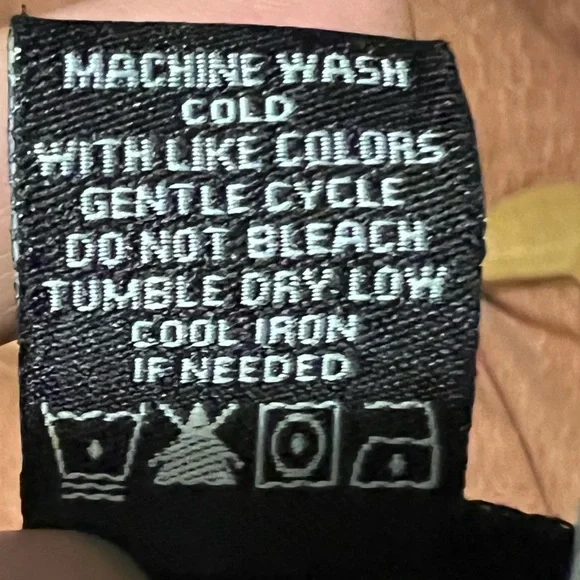 MACHINE WASH
COLD
WITH LIKE COLORS
GENTLE CYCLE
DO NOT BLEACH
TUMBLE DRY LOW
COOL IRON
IF NEEDED